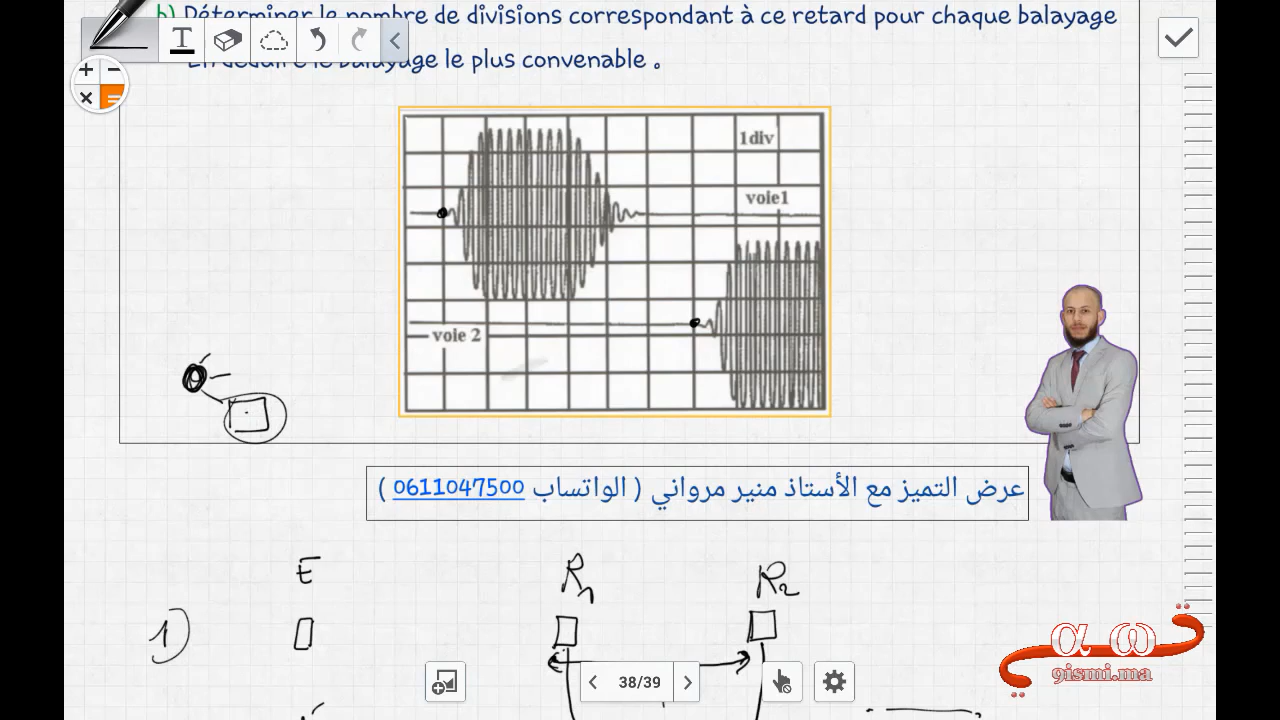 b) Déterminer le nombre de divisions correspondant à ce retard pour chaque balayage
En déduire le balayage le plus convenable .
1div
voie1
voie 2
عرض التميز مع الأستاذ منير مرواني ( الواتساب 0611047500 )
E
R1
R2
1)
38/39
α ω
9ismi.ma